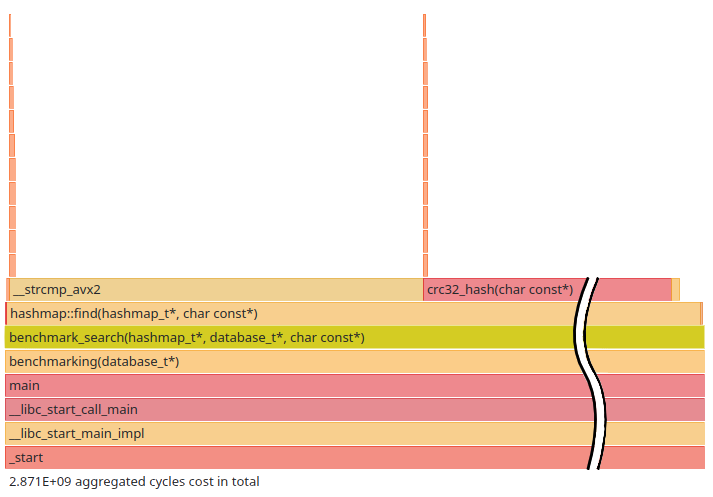 __strcmp_avx2
crc32_hash(char const*)
hashmap::find(hashmap_t*, char const*)
benchmark_search(hashmap_t*, database_t*, char const*)
benchmarking(database_t*)
main
__libc_start_call_main
__libc_start_main_impl
_start
2.871E+09 aggregated cycles cost in total